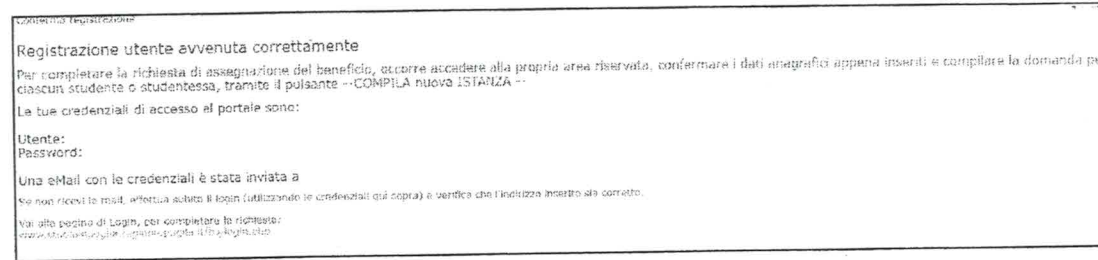 Conferma registrazione
Registrazione utente avvenuta correttamente
Per completare la richiesta di assegnazione del beneficio, occorre accedere alla propria area riservata, confermare i dati anagrafici appena inseriti e compilare la domanda pe
ciascun studente o studentessa, tramite il pulsante --COMPILA nuova ISTANZA --
Le tue credenziali di accesso al portale sono:
Utente:
Password:
Una eMail con le credenziali è stata inviata a
Se non ricevi la mail, effettua subito il login (utilizzando le credenziali qui sopra) e verifica che l'indirizzo inserito sia corretto.
Vai alla pagina di Login, per completare la richiesta: